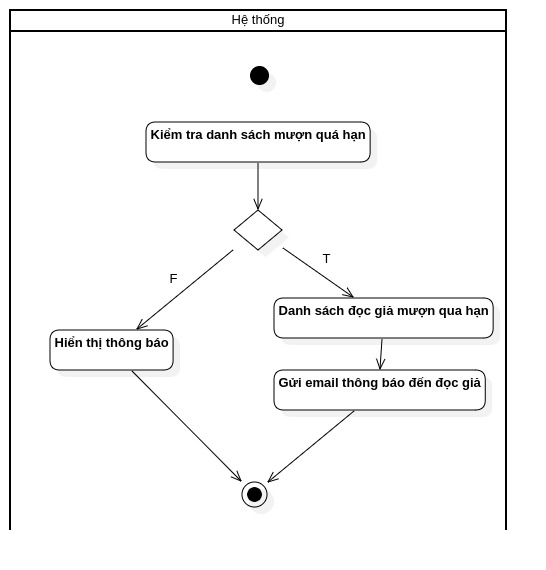 Hệ thống
Kiểm tra danh sách mượn quá hạn
F
T
Danh sách đọc giả mượn qua hạn
Hiển thị thông báo
Gửi email thông báo đến đọc giả